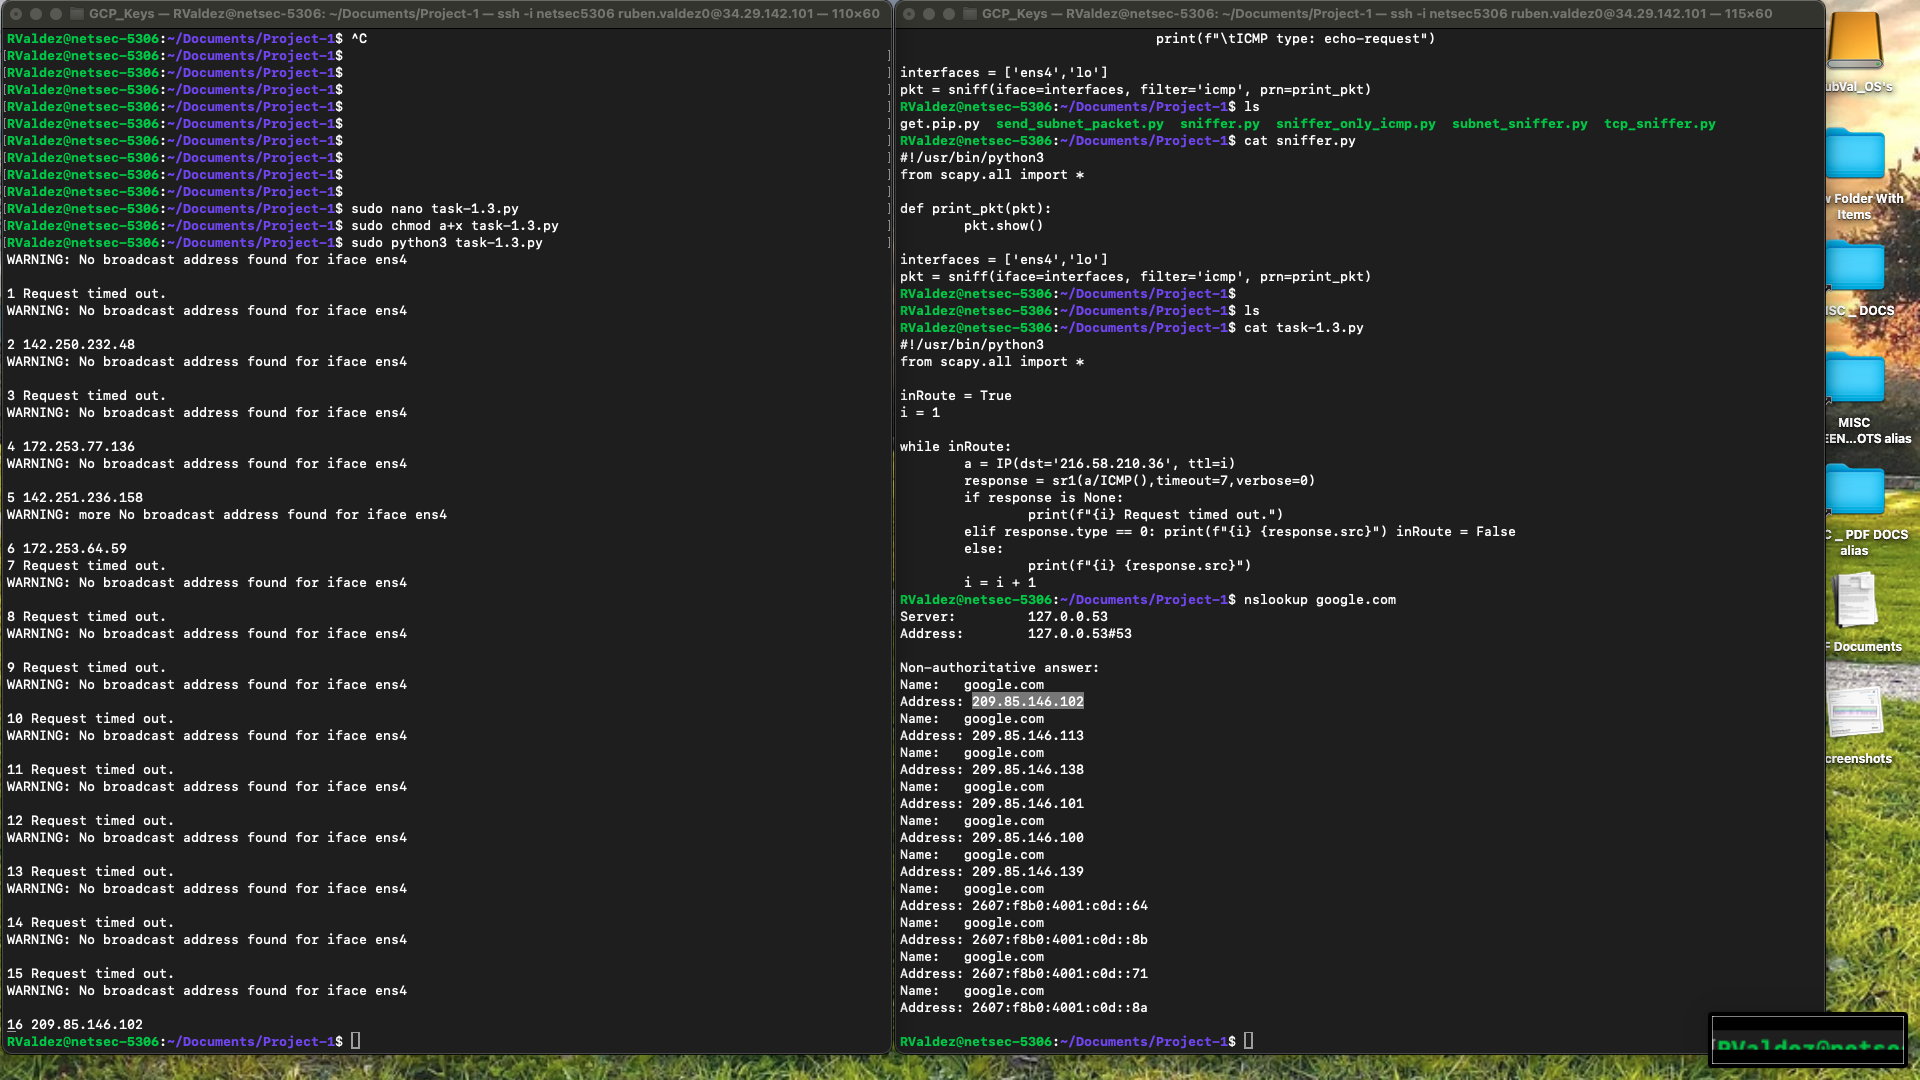 GCP_Keys — RValdez@netsec-5306: ~/Documents/Project-1 — ssh -i netsec5306 ruben.valdez0@34.29.142.101 — 110×60
RValdez@netsec-5306:~/Documents/Project-1$ ^C
[RValdez@netsec-5306:~/Documents/Project-1$ ]
[RValdez@netsec-5306:~/Documents/Project-1$ ]
[RValdez@netsec-5306:~/Documents/Project-1$ ]
[RValdez@netsec-5306:~/Documents/Project-1$ ]
[RValdez@netsec-5306:~/Documents/Project-1$ ]
[RValdez@netsec-5306:~/Documents/Project-1$ ]
[RValdez@netsec-5306:~/Documents/Project-1$ ]
[RValdez@netsec-5306:~/Documents/Project-1$ ]
[RValdez@netsec-5306:~/Documents/Project-1$ ]
[RValdez@netsec-5306:~/Documents/Project-1$ sudo nano task-1.3.py ]
[RValdez@netsec-5306:~/Documents/Project-1$ sudo chmod a+x task-1.3.py ]
[RValdez@netsec-5306:~/Documents/Project-1$ sudo python3 task-1.3.py ]
WARNING: No broadcast address found for iface ens4
1 Request timed out.
WARNING: No broadcast address found for iface ens4
2 142.250.232.48
WARNING: No broadcast address found for iface ens4
3 Request timed out.
WARNING: No broadcast address found for iface ens4
4 172.253.77.136
WARNING: No broadcast address found for iface ens4
5 142.251.236.158
WARNING: more No broadcast address found for iface ens4
6 172.253.64.59
7 Request timed out.
WARNING: No broadcast address found for iface ens4
8 Request timed out.
WARNING: No broadcast address found for iface ens4
9 Request timed out.
WARNING: No broadcast address found for iface ens4
10 Request timed out.
WARNING: No broadcast address found for iface ens4
11 Request timed out.
WARNING: No broadcast address found for iface ens4
12 Request timed out.
WARNING: No broadcast address found for iface ens4
13 Request timed out.
WARNING: No broadcast address found for iface ens4
14 Request timed out.
WARNING: No broadcast address found for iface ens4
15 Request timed out.
WARNING: No broadcast address found for iface ens4
16 209.85.146.102
RValdez@netsec-5306:~/Documents/Project-1$
GCP_Keys — RValdez@netsec-5306: ~/Documents/Project-1 — ssh -i netsec5306 ruben.valdez0@34.29.142.101 — 115×60
print(f"\tICMP type: echo-request")
interfaces = ['ens4','lo']
pkt = sniff(iface=interfaces, filter='icmp', prn=print_pkt)
RValdez@netsec-5306:~/Documents/Project-1$ ls
get.pip.py send_subnet_packet.py sniffer.py sniffer_only_icmp.py subnet_sniffer.py tcp_sniffer.py
RValdez@netsec-5306:~/Documents/Project-1$ cat sniffer.py
#!/usr/bin/python3
from scapy.all import *
def print_pkt(pkt):
pkt.show()
interfaces = ['ens4','lo']
pkt = sniff(iface=interfaces, filter='icmp', prn=print_pkt)
RValdez@netsec-5306:~/Documents/Project-1$
RValdez@netsec-5306:~/Documents/Project-1$ ls
RValdez@netsec-5306:~/Documents/Project-1$ cat task-1.3.py
#!/usr/bin/python3
from scapy.all import *
inRoute = True
i = 1
while inRoute:
a = IP(dst='216.58.210.36', ttl=i)
response = sr1(a/ICMP(),timeout=7,verbose=0)
if response is None:
print(f"{i} Request timed out.")
elif response.type == 0: print(f"{i} {response.src}") inRoute = False
else:
print(f"{i} {response.src}")
i = i + 1
RValdez@netsec-5306:~/Documents/Project-1$ nslookup google.com
Server: 127.0.0.53
Address: 127.0.0.53#53
Non-authoritative answer:
Name: google.com
Address: 209.85.146.102
Name: google.com
Address: 209.85.146.113
Name: google.com
Address: 209.85.146.138
Name: google.com
Address: 209.85.146.101
Name: google.com
Address: 209.85.146.100
Name: google.com
Address: 209.85.146.139
Name: google.com
Address: 2607:f8b0:4001:c0d::64
Name: google.com
Address: 2607:f8b0:4001:c0d::8b
Name: google.com
Address: 2607:f8b0:4001:c0d::71
Name: google.com
Address: 2607:f8b0:4001:c0d::8a
RValdez@netsec-5306:~/Documents/Project-1$
ubVal_OS's
w Folder With
Items
SC _ DOCS
MISC
EEN...OTS alias
C _ PDF DOCS
alias
F Documents
creenshots
[RValdez@netse